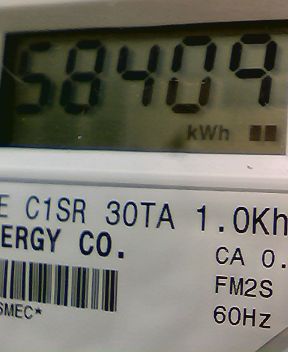 58409
kWh
E C1SR 30TA 1.0Kh
ERGY CO.
CA 0.
FM2S
60Hz
SMEC*